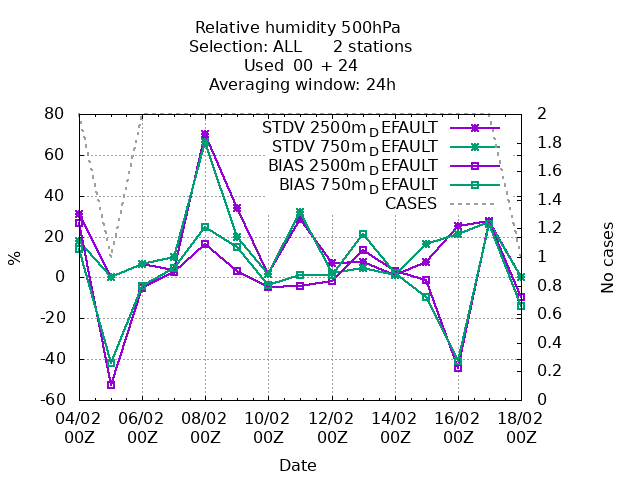 Relative humidity 500hPa
Selection: ALL 2 stations
Used 00 + 24
Averaging window: 24h
STDV 2500m_DEFAULT
STDV 750m_DEFAULT
BIAS 2500m_DEFAULT
BIAS 750m_DEFAULT
CASES
80
60
40
20
0
-20
-40
-60
%
2
1.8
1.6
1.4
1.2
1
0.8
0.6
0.4
0.2
0
No cases
04/02 06/02 08/02 10/02 12/02 14/02 16/02 18/02
00Z 00Z 00Z 00Z 00Z 00Z 00Z 00Z
Date